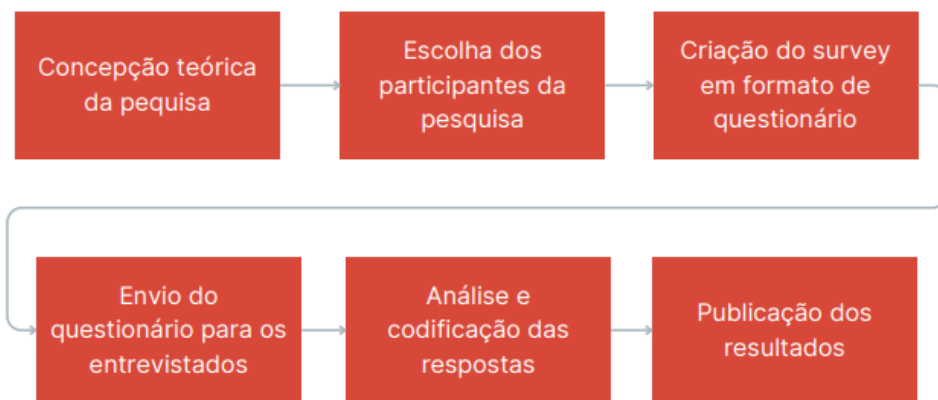 Concepção teórica
da pequisa
Escolha dos
participantes da
pesquisa
Criação do survey
em formato de
questionário
Envio do
questionário para os
entrevistados
Análise e
codificação das
respostas
Publicação dos
resultados